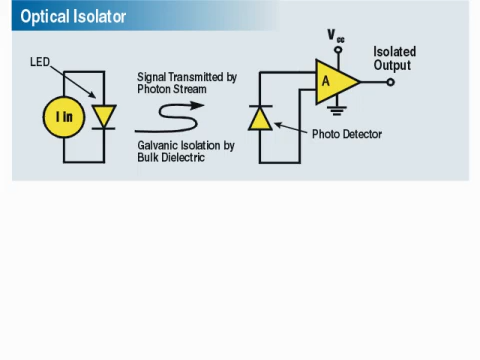 Optical Isolator
LED
I in
Signal Transmitted by
Photon Stream
Galvanic Isolation by
Bulk Dielectric
Vcc
A
Isolated
Output
Photo Detector